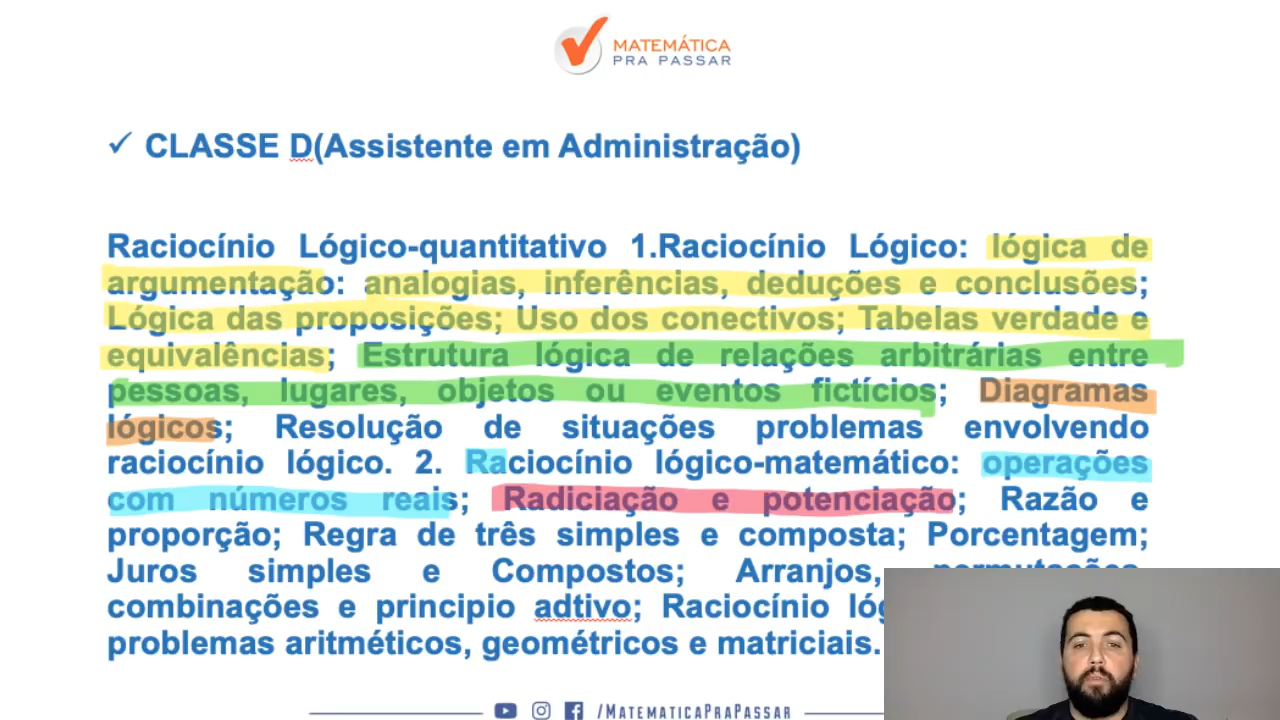 MATEMÁTICA
PRA PASSAR
✓ CLASSE D(Assistente em Administração)
Raciocínio Lógico-quantitativo 1.Raciocínio Lógico: lógica de
argumentação: analogias, inferências, deduções e conclusões;
Lógica das proposições; Uso dos conectivos; Tabelas verdade e
equivalências; Estrutura lógica de relações arbitrárias entre
pessoas, lugares, objetos ou eventos fictícios; Diagramas
lógicos; Resolução de situações problemas envolvendo
raciocínio lógico. 2. Raciocínio lógico-matemático: operações
com números reais; Radiciação e potenciação; Razão e
proporção; Regra de três simples e composta; Porcentagem;
Juros simples e Compostos; Arranjos, permutações,
combinações e principio adtivo; Raciocínio
problemas aritméticos, geométricos e matriciais.
/MATEMATICAPRAPASSAR